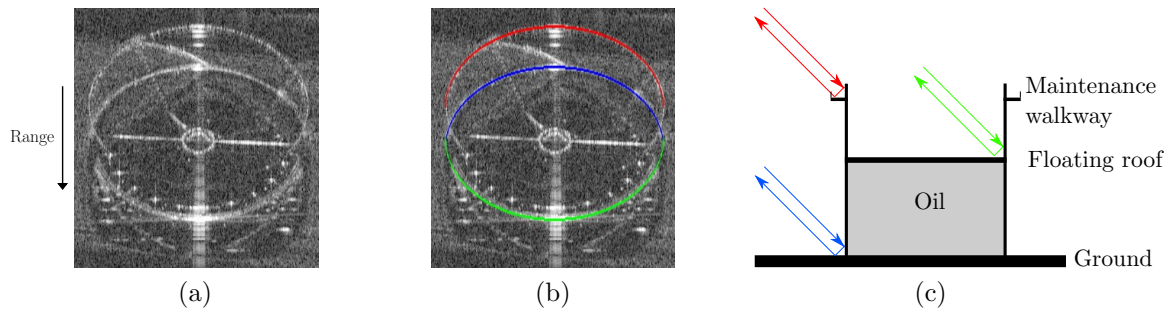 Range
Maintenance
walkway
Floating roof
Oil
Ground
(a)
(b)
(c)